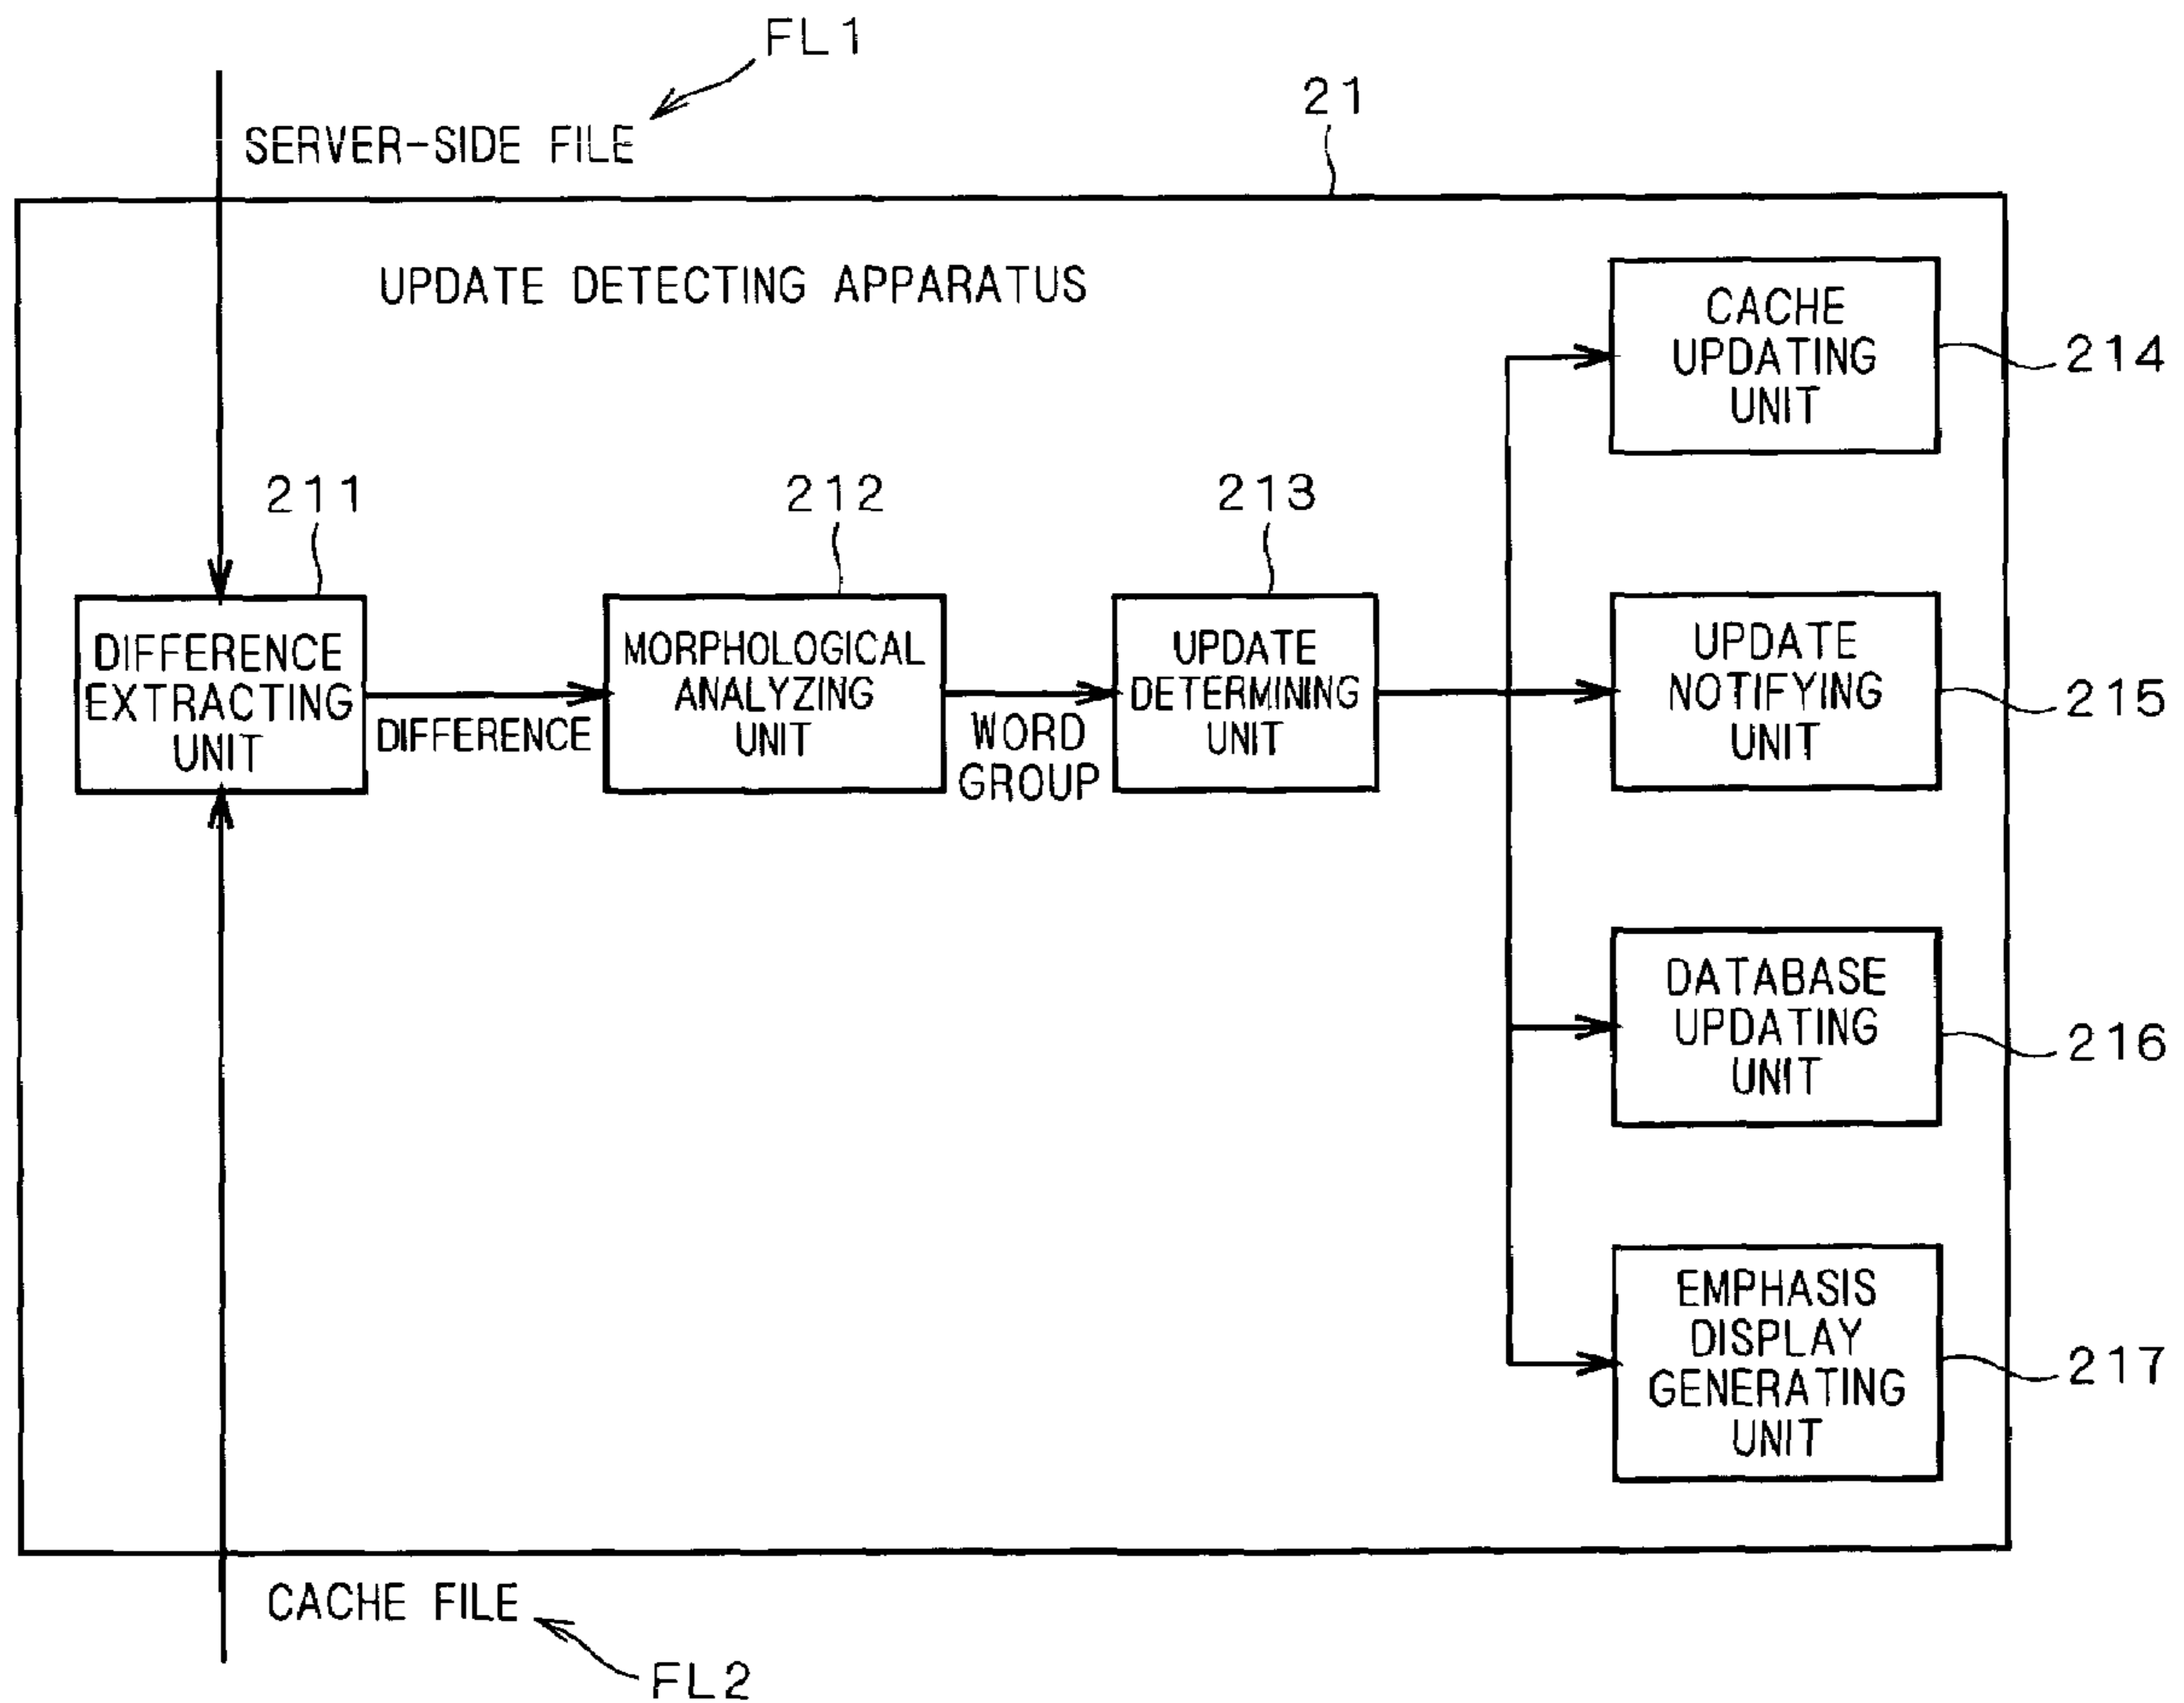 FL1
SERVER-SIDE FILE
21
UPDATE DETECTING APPARATUS
CACHE
UPDATING
UNIT
214
211
212
213
DIFFERENCE
EXTRACTING
UNIT
DIFFERENCE
MORPHOLOGICAL
ANALYZING
UNIT
WORD
GROUP
UPDATE
DETERMINING
UNIT
UPDATE
NOTIFYING
UNIT
215
DATABASE
UPDATING
UNIT
216
EMPHASIS
DISPLAY
GENERATING
UNIT
217
CACHE FILE
FL2